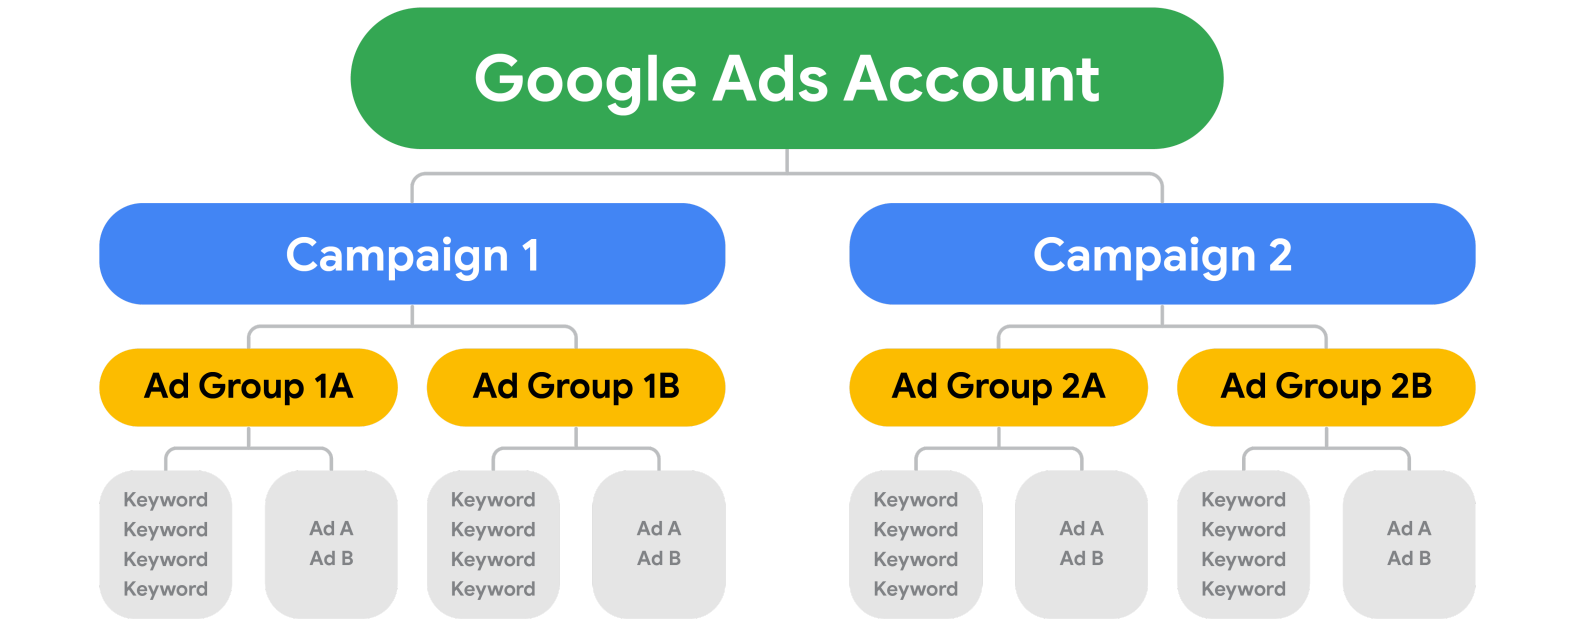 Google Ads Account
Campaign 1
Campaign 2
Ad Group 1A
Ad Group 1B
Ad Group 2A
Ad Group 2B
Keyword
Keyword
Keyword
Keyword
Ad A
Ad B
Keyword
Keyword
Keyword
Keyword
Ad A
Ad B
Keyword
Keyword
Keyword
Keyword
Ad A
Ad B
Keyword
Keyword
Keyword
Keyword
Ad A
Ad B